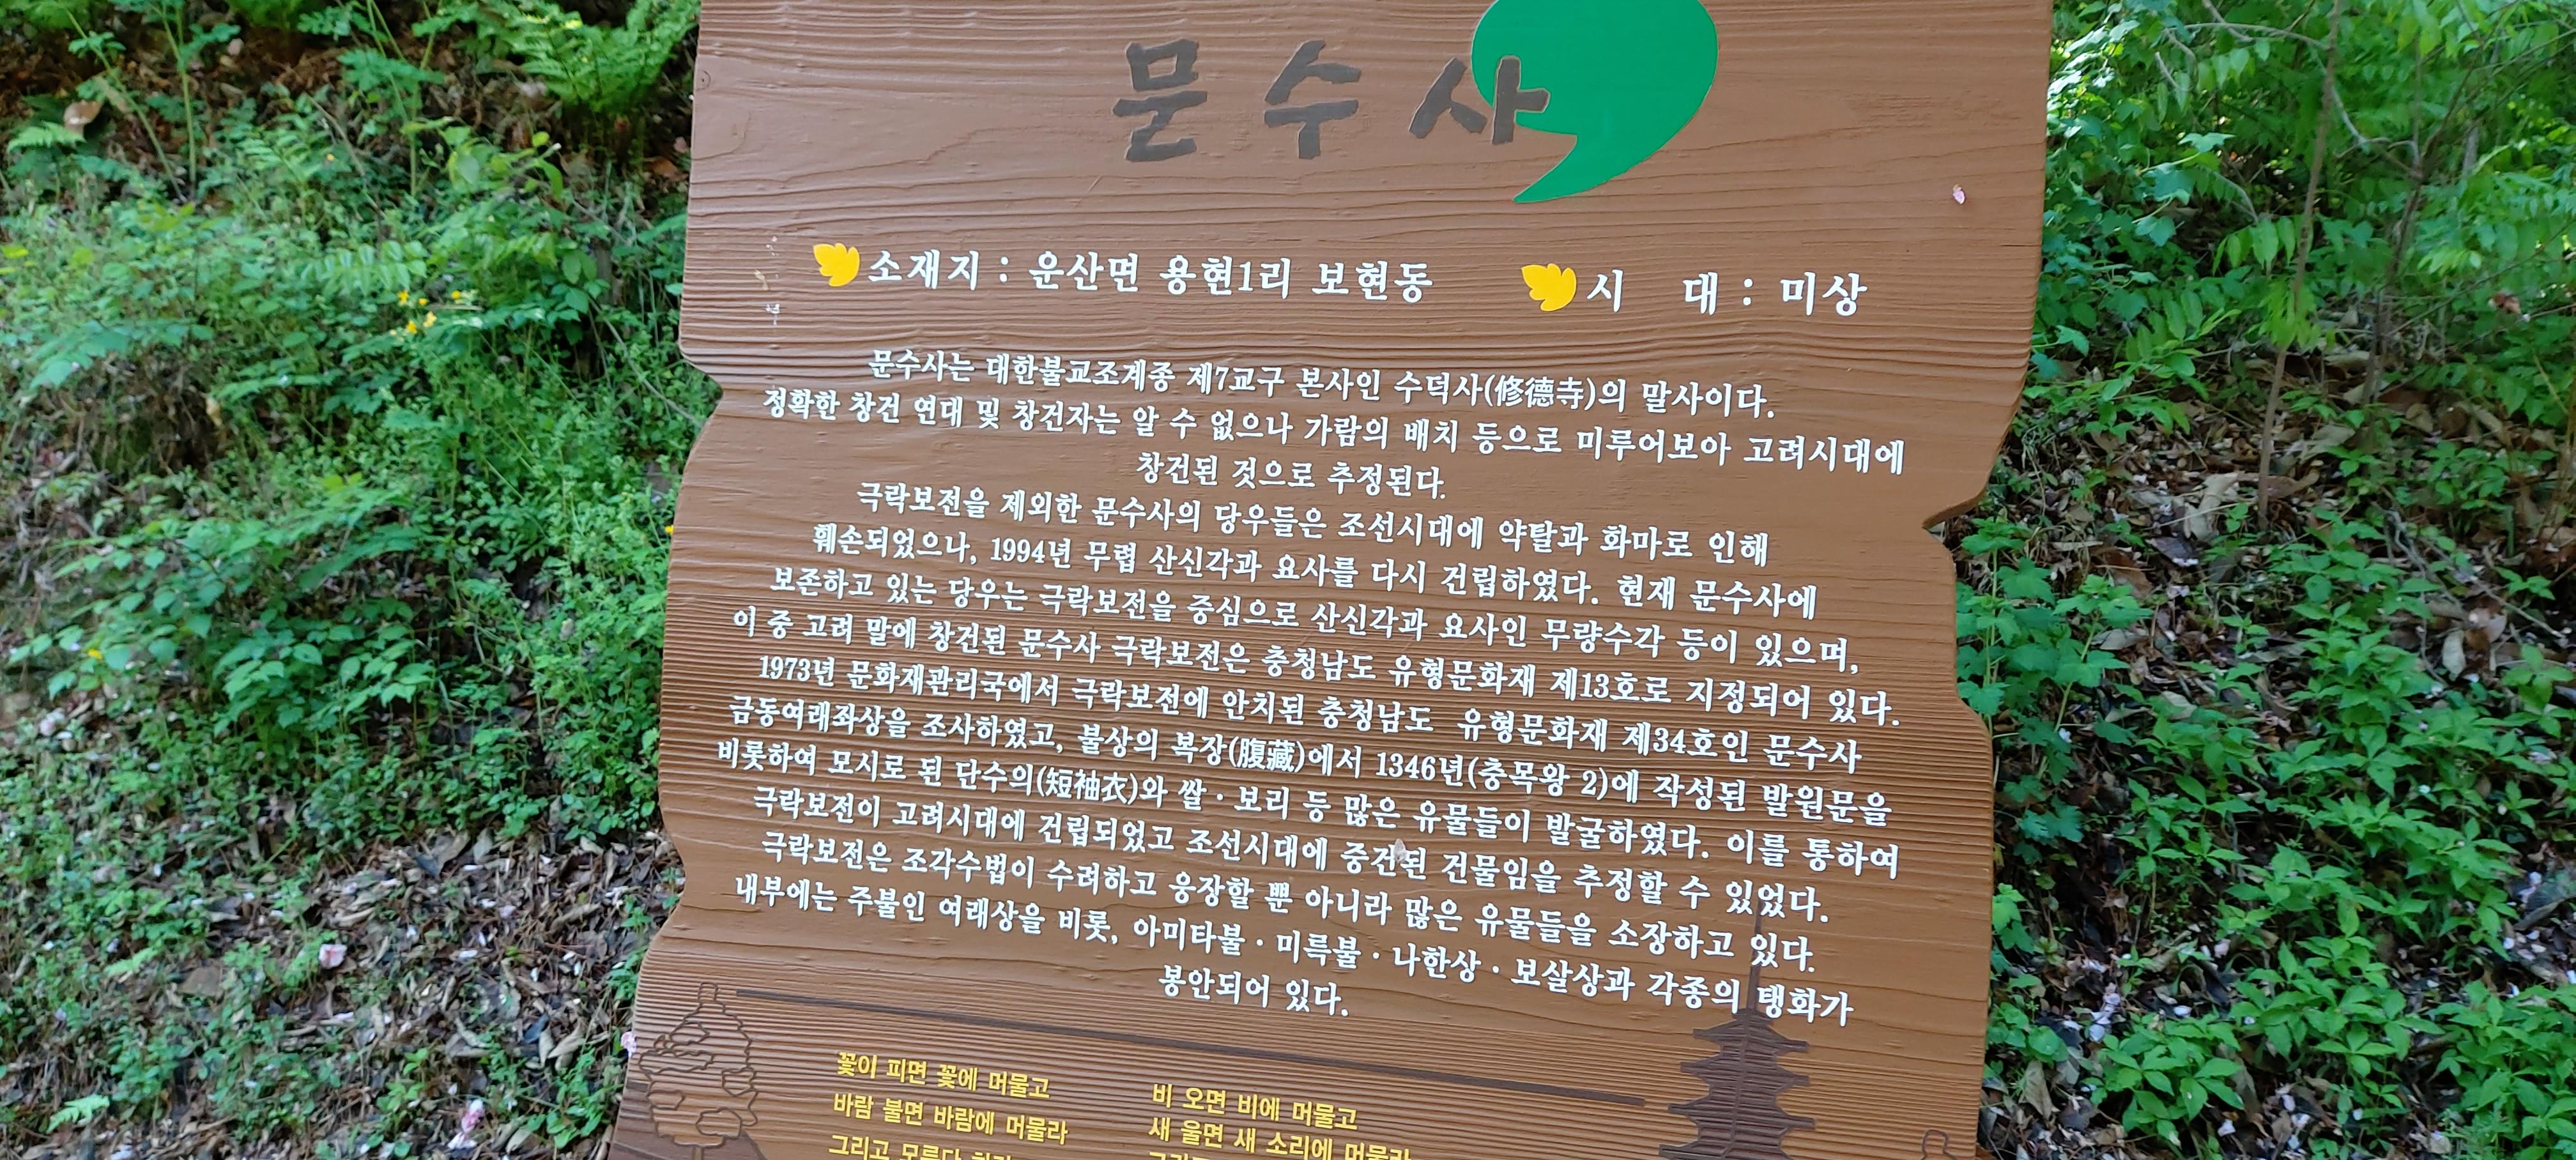 문수사
소재지 : 운산면 용현1리 보현동
시 대 : 미상
문수사는 대한불교조계종 제7교구 본사인 수덕사(修德寺)의 말사이다.
정확한 창건 연대 및 창건자는 알 수 없으나 가람의 배치 등으로 미루어보아 고려시대에
창건된 것으로 추정된다.
극락보전을 제외한 문수사의 당우들은 조선시대에 약탈과 화마로 인해
훼손되었으나, 1994년 무렵 산신각과 요사를 다시 건립하였다. 현재 문수사에
보존하고 있는 당우는 극락보전을 중심으로 산신각과 요사인 무량수각 등이 있으며,
이 중 고려 말에 창건된 문수사 극락보전은 충청남도 유형문화재 제13호로 지정되어 있다.
1973년 문화재관리국에서 극락보전에 안치된 충청남도 유형문화재 제34호인 문수사
금동여래좌상을 조사하였고, 불상의 복장(腹藏)에서 1346년(충목왕 2)에 작성된 발원문을
비롯하여 모시로 된 단수의(短袖衣)와 쌀·보리 등 많은 유물들이 발굴하였다. 이를 통하여
극락보전이 고려시대에 건립되었고 조선시대에 중건된 건물임을 추정할 수 있었다.
극락보전은 조각수법이 수려하고 웅장할 뿐 아니라 많은 유물들을 소장하고 있다.
내부에는 주불인 여래상을 비롯, 아미타불·미륵불·나한상·보살상과 각종의 탱화가
봉안되어 있다.
꽃이 피면 꽃에 머물고
바람 불면 바람에 머물라
그리고
비 오면 비에 머물고
새 울면 새 소리에 머물라